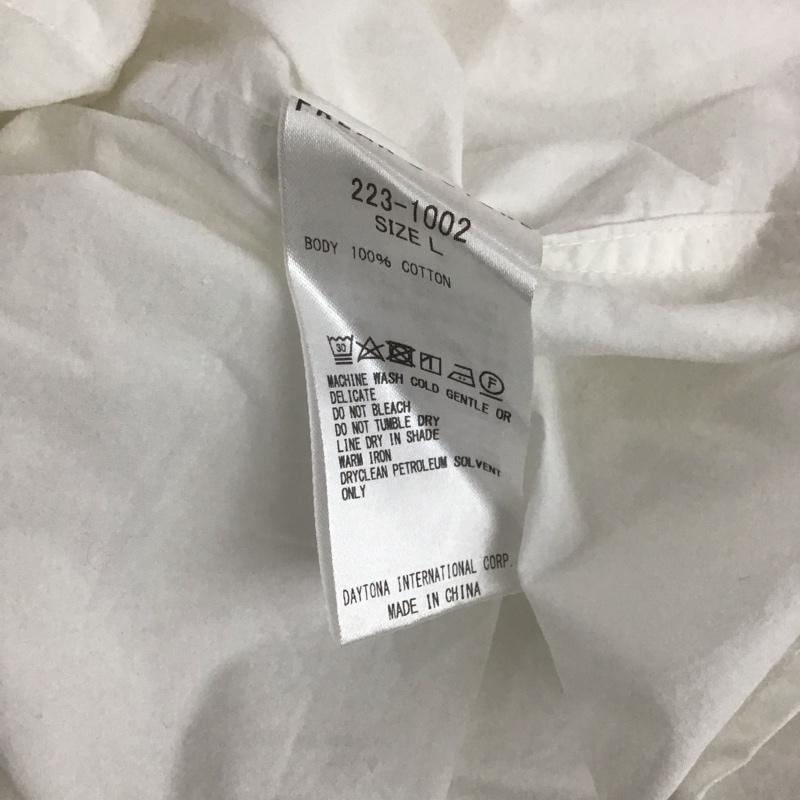 223-1002
SIZE L
BODY 100% COTTON
30
F
MACHINE WASH COLD GENTLE OR
DELICATE
DO NOT BLEACH
DO NOT TUMBLE DRY
LINE DRY IN SHADE
WARM IRON
DRYCLEAN PETROLEUM SOLVENT
ONLY
DAYTONA INTERNATIONAL CORP.
MADE IN CHINA